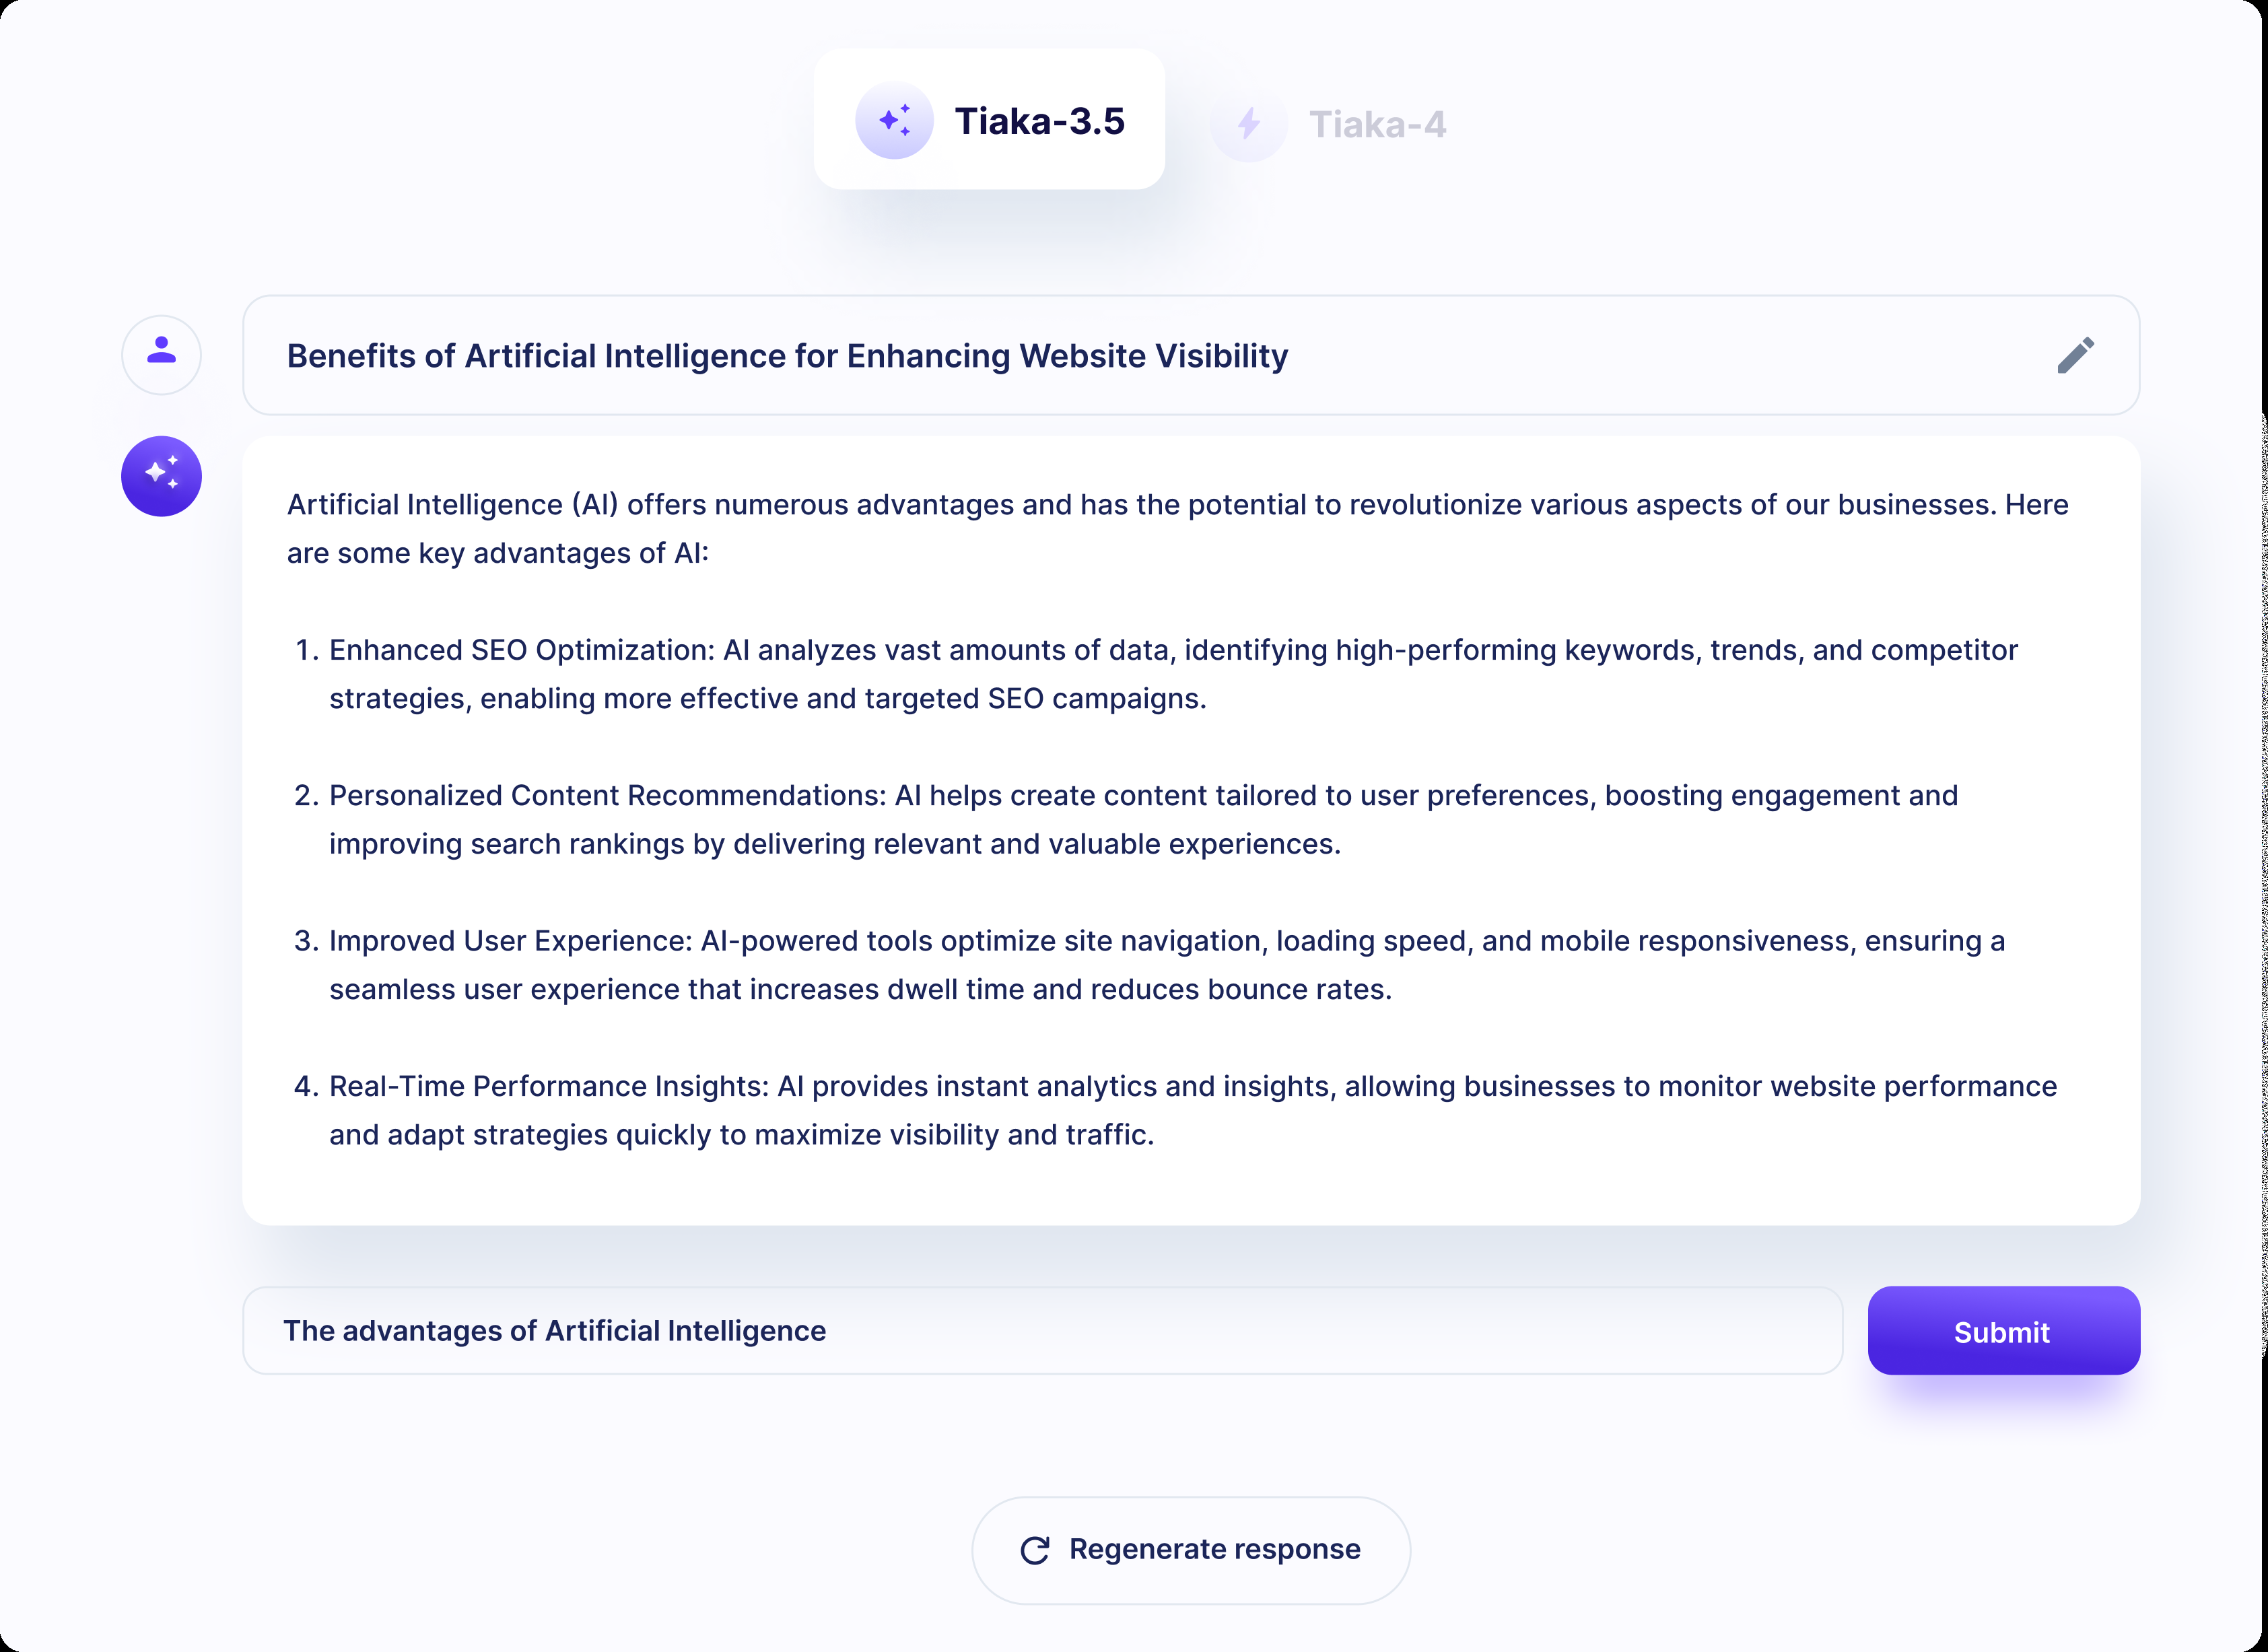 Tiaka-3.5
Tiaka-4
Benefits of Artificial Intelligence for Enhancing Website Visibility
Artificial Intelligence (AI) offers numerous advantages and has the potential to revolutionize various aspects of our businesses. Here
are some key advantages of AI:
1. Enhanced SEO Optimization: AI analyzes vast amounts of data, identifying high-performing keywords, trends, and competitor
strategies, enabling more effective and targeted SEO campaigns.
2. Personalized Content Recommendations: AI helps create content tailored to user preferences, boosting engagement and
improving search rankings by delivering relevant and valuable experiences.
3. Improved User Experience: AI-powered tools optimize site navigation, loading speed, and mobile responsiveness, ensuring a
seamless user experience that increases dwell time and reduces bounce rates.
4. Real-Time Performance Insights: AI provides instant analytics and insights, allowing businesses to monitor website performance
and adapt strategies quickly to maximize visibility and traffic.
The advantages of Artificial Intelligence
Submit
Regenerate response